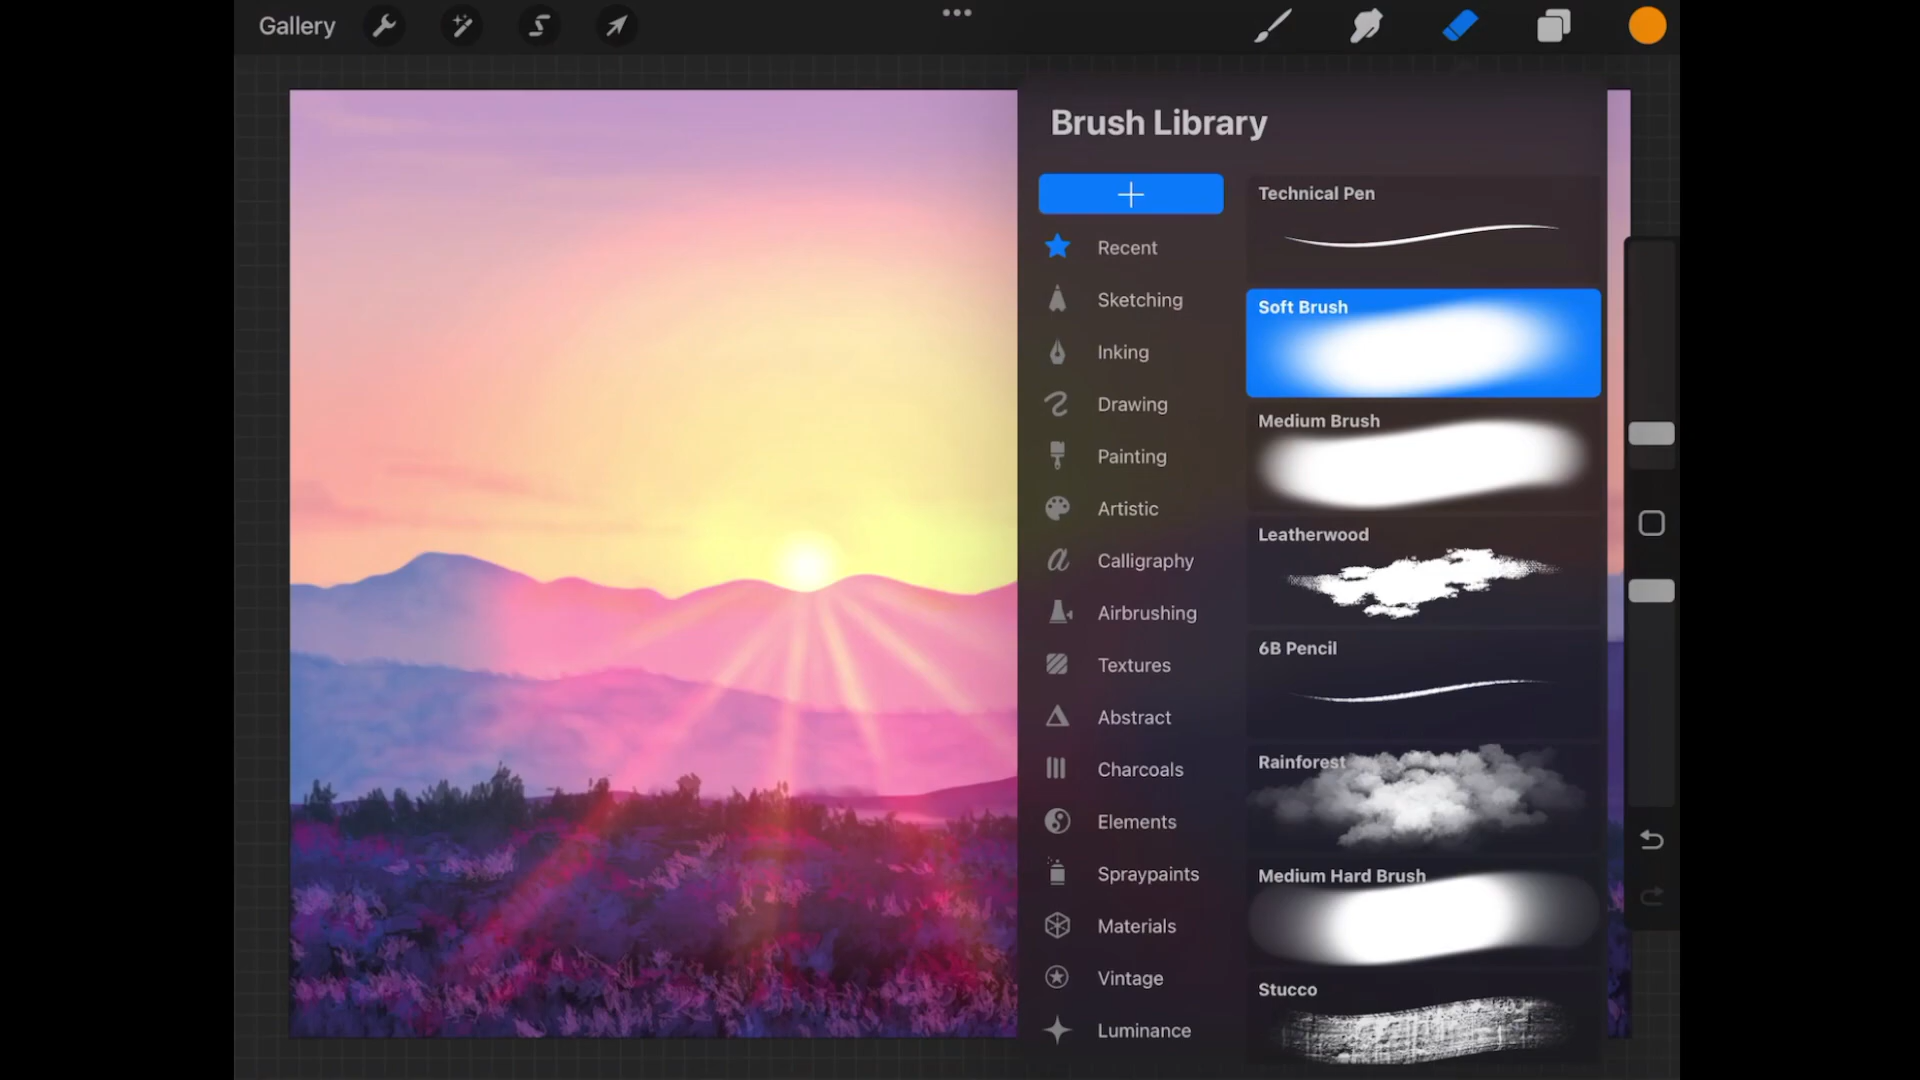 Gallery
Brush Library
Recent
Sketching
Inking
Drawing
Painting
Artistic
Calligraphy
Airbrushing
Textures
Abstract
Charcoals
Elements
Spraypaints
Materials
Vintage
Luminance
Technical Pen
Soft Brush
Medium Brush
Leatherwood
6B Pencil
Rainforest
Medium Hard Brush
Stucco